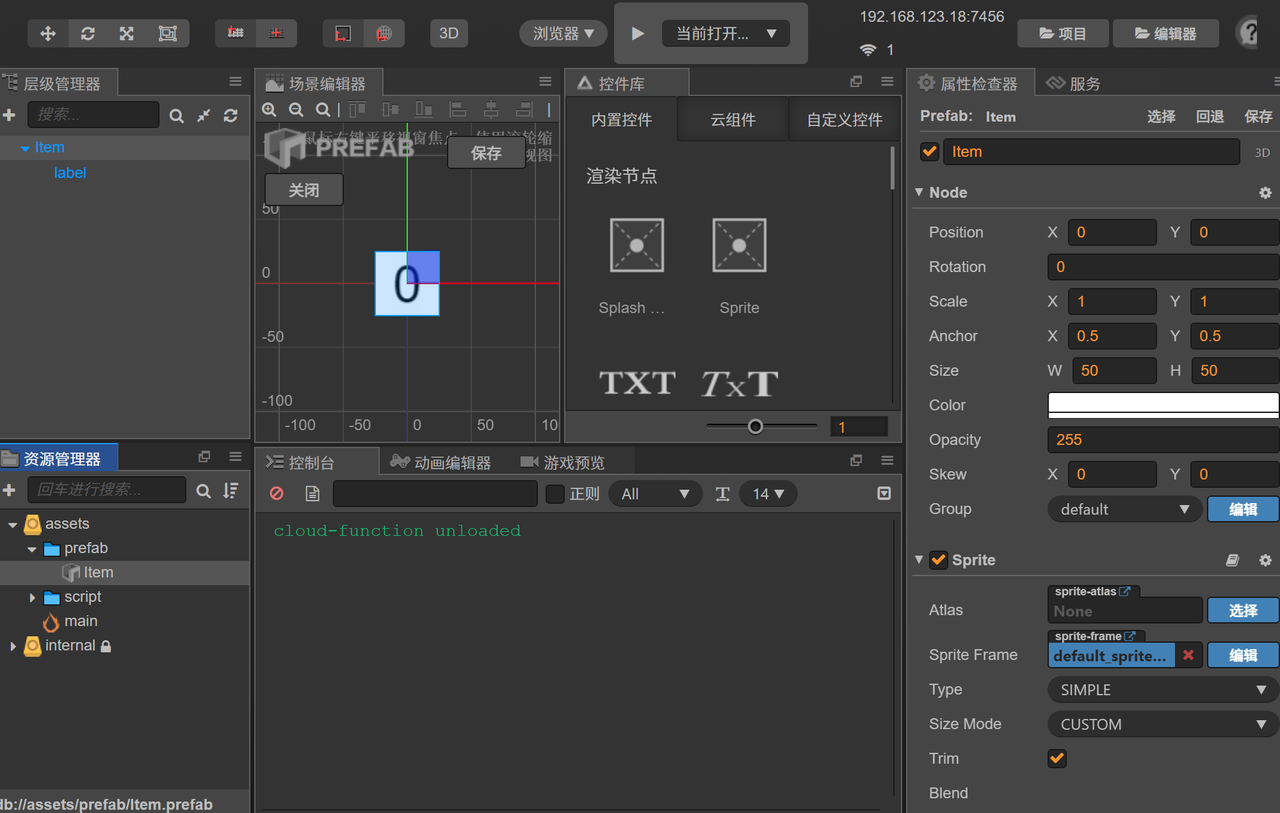 3D
浏览器
当前打开...
192.168.123.18:7456
1
项目
编辑器
?
层级管理器
搜索...
Item
label
场景编辑器
PREFAB
保存
关闭
50
0
-50
-100
-100
-50
0
50
10
0
控件库
内置控件
云组件
自定义控件
渲染节点
Splash ...
Sprite
TXT
TxT
1
属性检查器
服务
Prefab: Item
选择
回退
保存
Item
3D
Node
Position X 0 Y 0
Rotation 0
Scale X 1 Y 1
Anchor X 0.5 Y 0.5
Size W 50 H 50
Color
Opacity 255
Skew X 0 Y 0
Group default 编辑
Sprite
Atlas sprite-atlas None 选择
Sprite Frame sprite-frame default_sprite... 编辑
Type SIMPLE
Size Mode CUSTOM
Trim
Blend
资源管理器
回车进行搜索...
assets
prefab
Item
script
main
internal
db://assets/prefab/Item.prefab
控制台
动画编辑器
游戏预览
正则
All
14
cloud-function unloaded